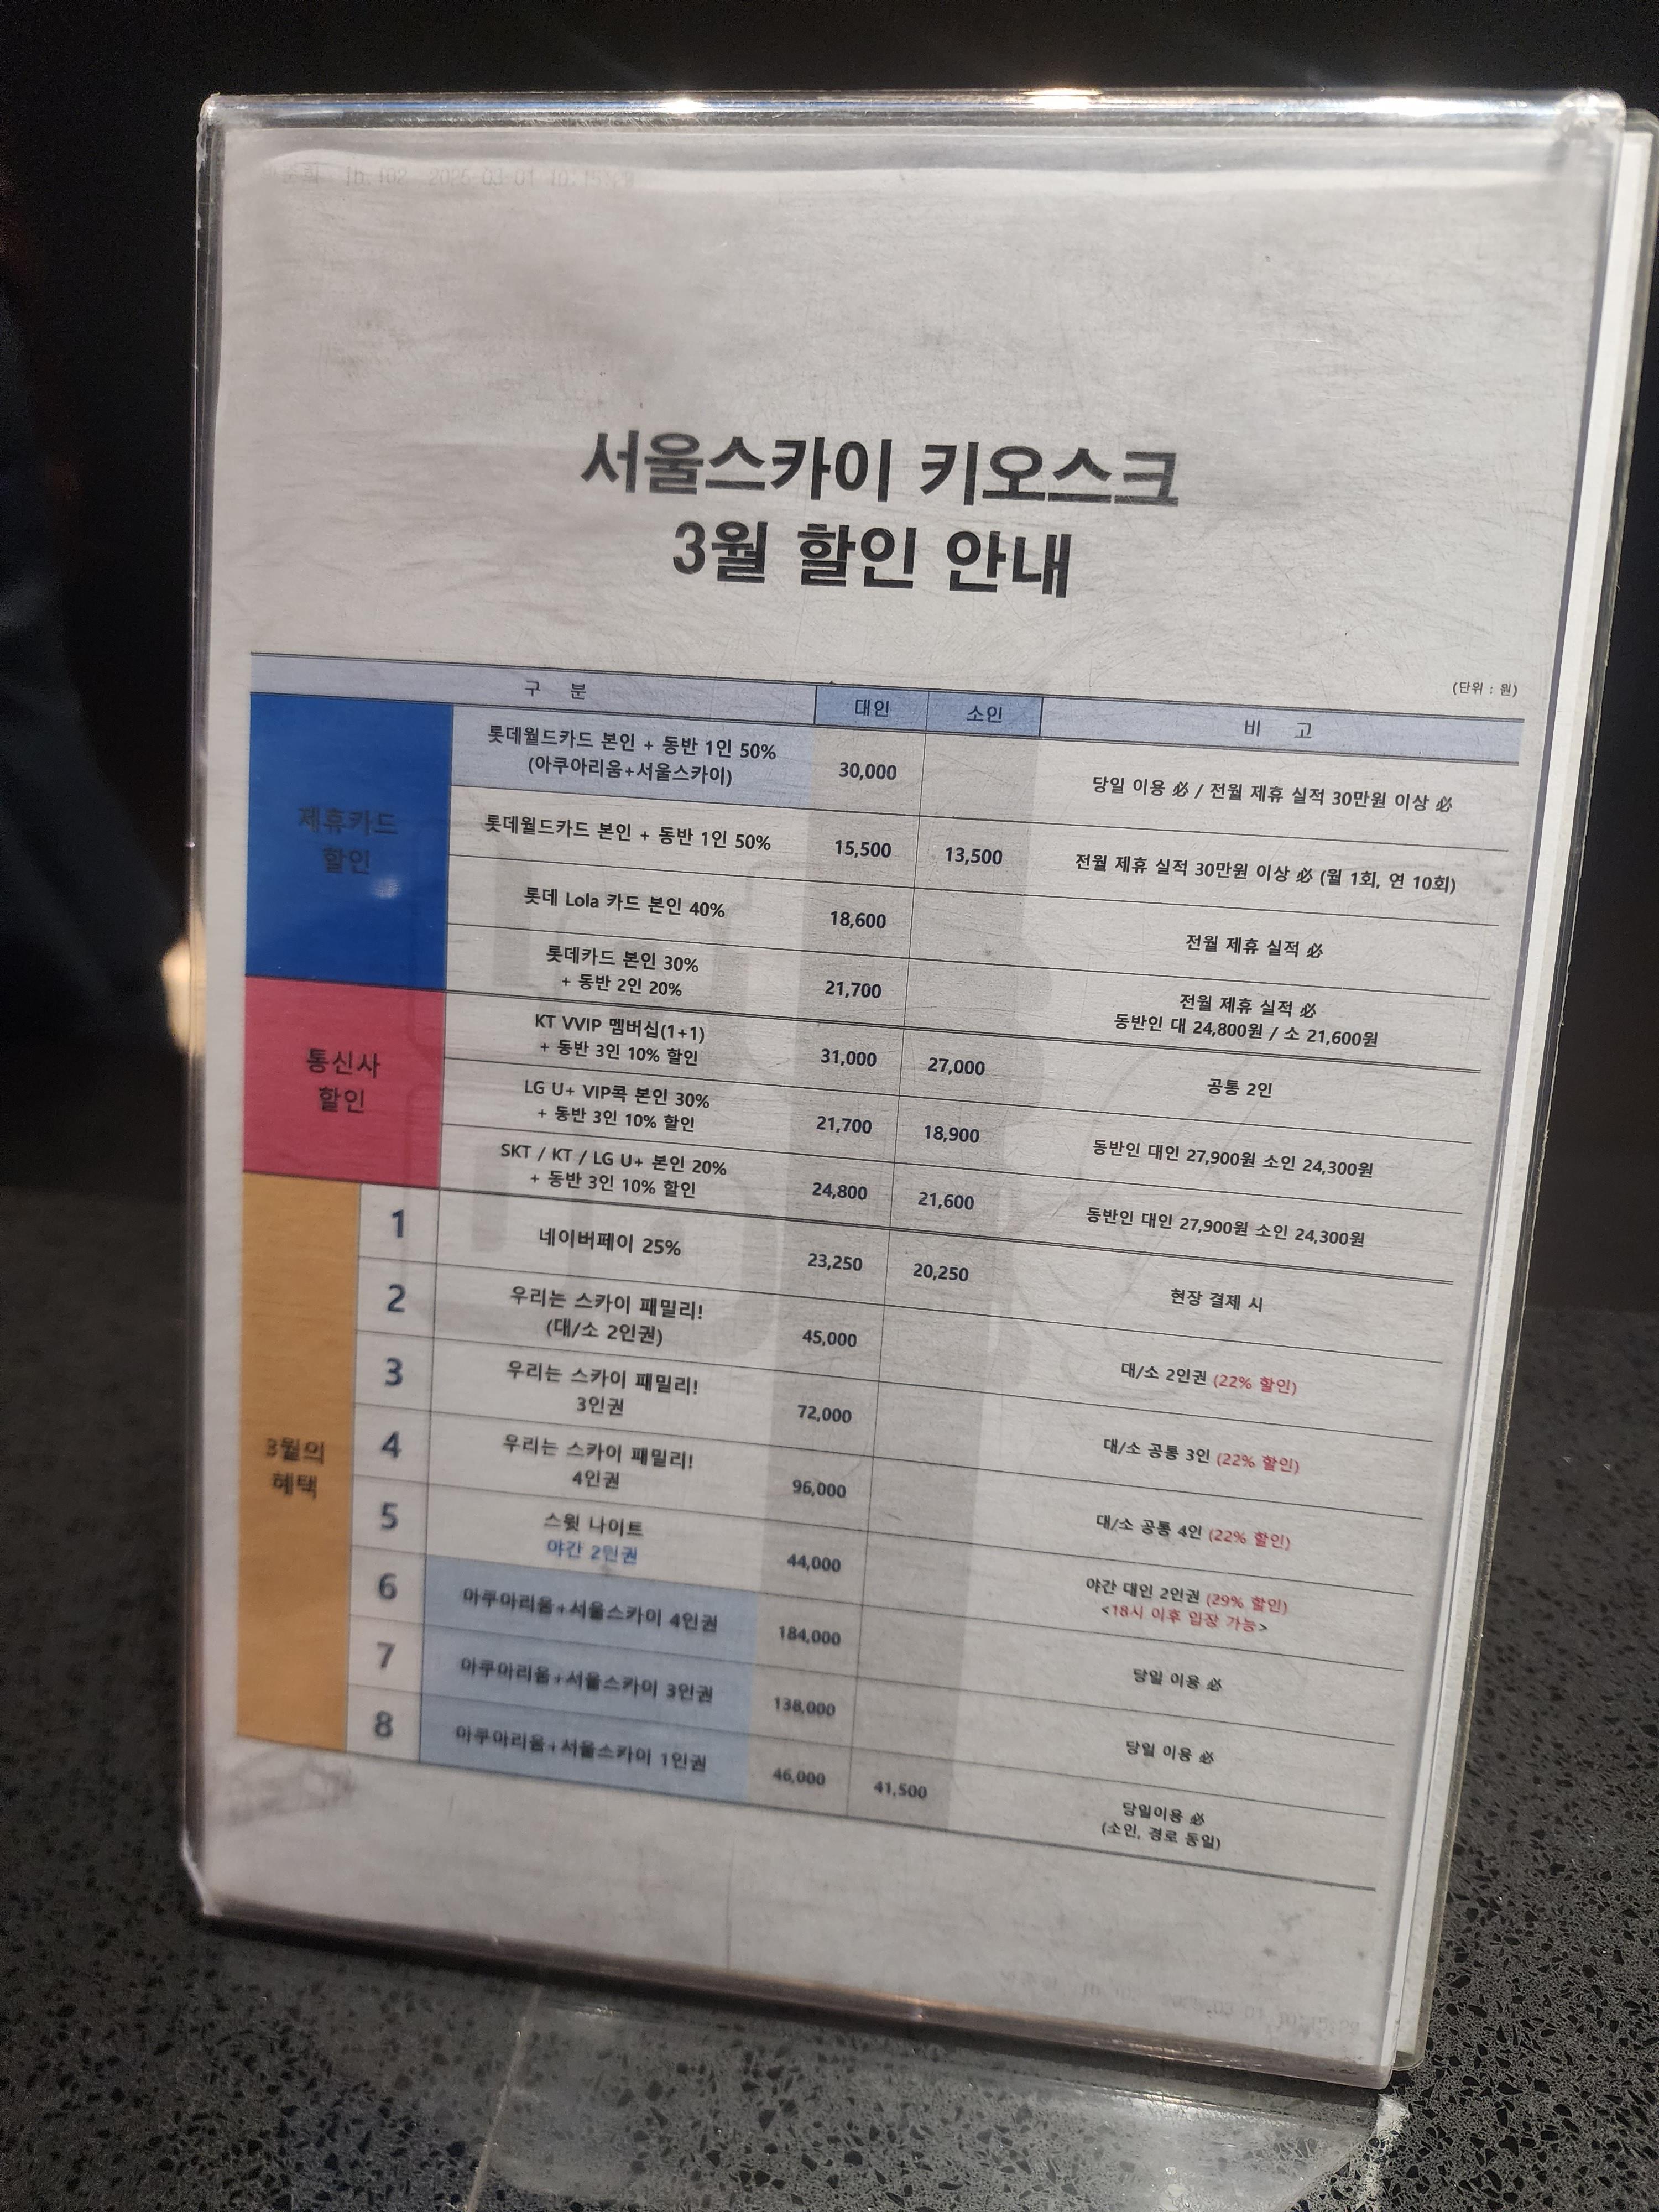 서울스카이 키오스크
3월 할인 안내
(단위 : 원)
구 분 대인 소인 비 고
제휴카드
할인
롯데월드카드 본인 + 동반 1인 50%
(아쿠아리움+서울스카이)
30,000
당일 이용 必 / 전월 제휴 실적 30만원 이상 必
롯데월드카드 본인 + 동반 1인 50%
15,500 13,500
전월 제휴 실적 30만원 이상 必 (월 1회, 연 10회)
롯데 Lola 카드 본인 40%
18,600
전월 제휴 실적 必
롯데카드 본인 30%
+ 동반 2인 20%
21,700
전월 제휴 실적 必
동반인 대 24,800원 / 소 21,600원
통신사
할인
KT VVIP 멤버십(1+1)
+ 동반 3인 10% 할인
31,000 27,000
공통 2인
LG U+ VIP콕 본인 30%
+ 동반 3인 10% 할인
21,700 18,900
동반인 대인 27,900원 소인 24,300원
SKT / KT / LG U+ 본인 20%
+ 동반 3인 10% 할인
24,800 21,600
동반인 대인 27,900원 소인 24,300원
3월의
혜택
1
네이버페이 25%
23,250 20,250
현장 결제 시
2
우리는 스카이 패밀리!
(대/소 2인권)
45,000
대/소 2인권 (22% 할인)
3
우리는 스카이 패밀리!
3인권
72,000
대/소 공통 3인 (22% 할인)
4
우리는 스카이 패밀리!
4인권
96,000
대/소 공통 4인 (22% 할인)
5
스윗 나이트
야간 2인권
44,000
야간 대인 2인권 (29% 할인)
<18시 이후 입장 가능>
6
아쿠아리움+서울스카이 4인권
184,000
당일 이용 必
7
아쿠아리움+서울스카이 3인권
138,000
당일 이용 必
8
아쿠아리움+서울스카이 1인권
46,000 41,500
당일이용 必
(소인, 경로 동일)